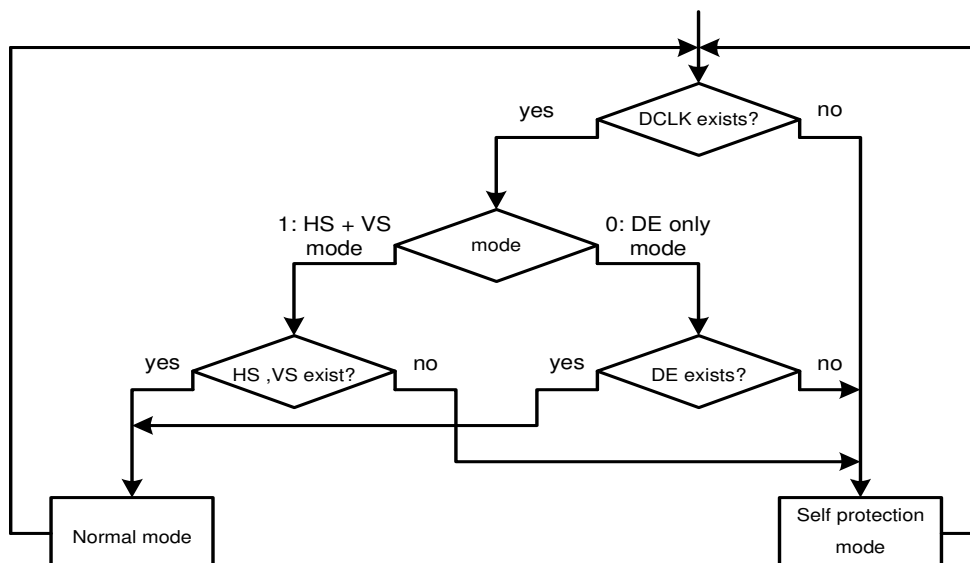 yes
DCLK exists?
no
1: HS + VS
mode
mode
0: DE only
mode
yes
HS ,VS exist?
no
yes
DE exists?
no
Normal mode
Self protection
mode